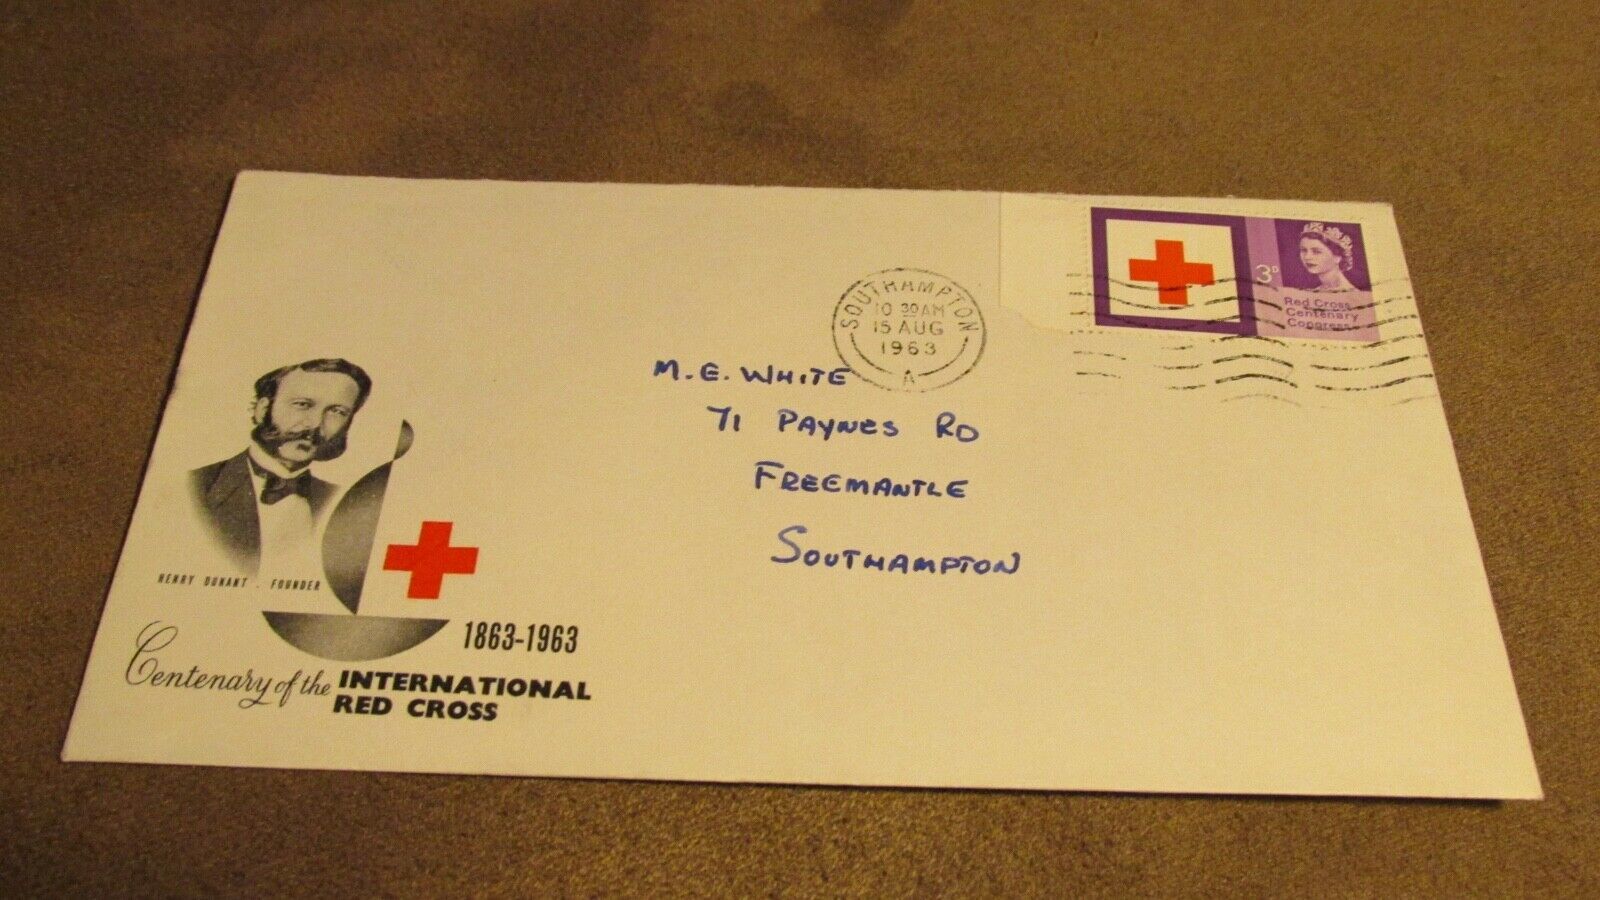 SOUTHAMPTON
10 30 AM
15 AUG
1963
A
3D
Red Cross
Centenary
Congress
M. E. WHITE
71 PAYNES RD
FREEMANTLE
SOUTHAMPTON
HENRY DUNANT . FOUNDER
1863-1963
Centenary of the INTERNATIONAL
RED CROSS